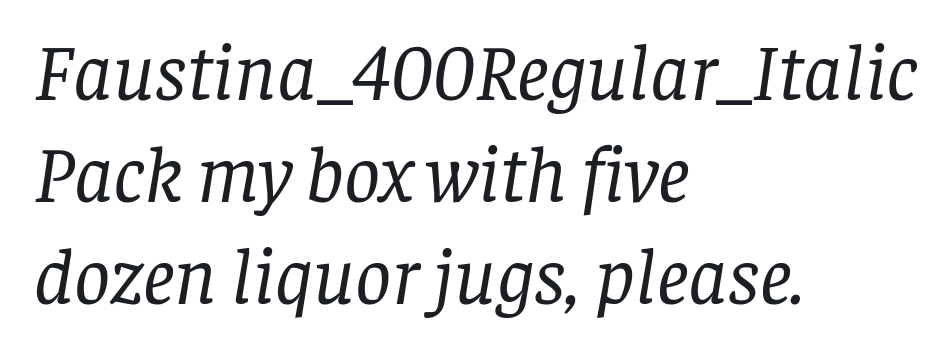 Faustina_400Regular_Italic
Pack my box with five
dozen liquor jugs, please.